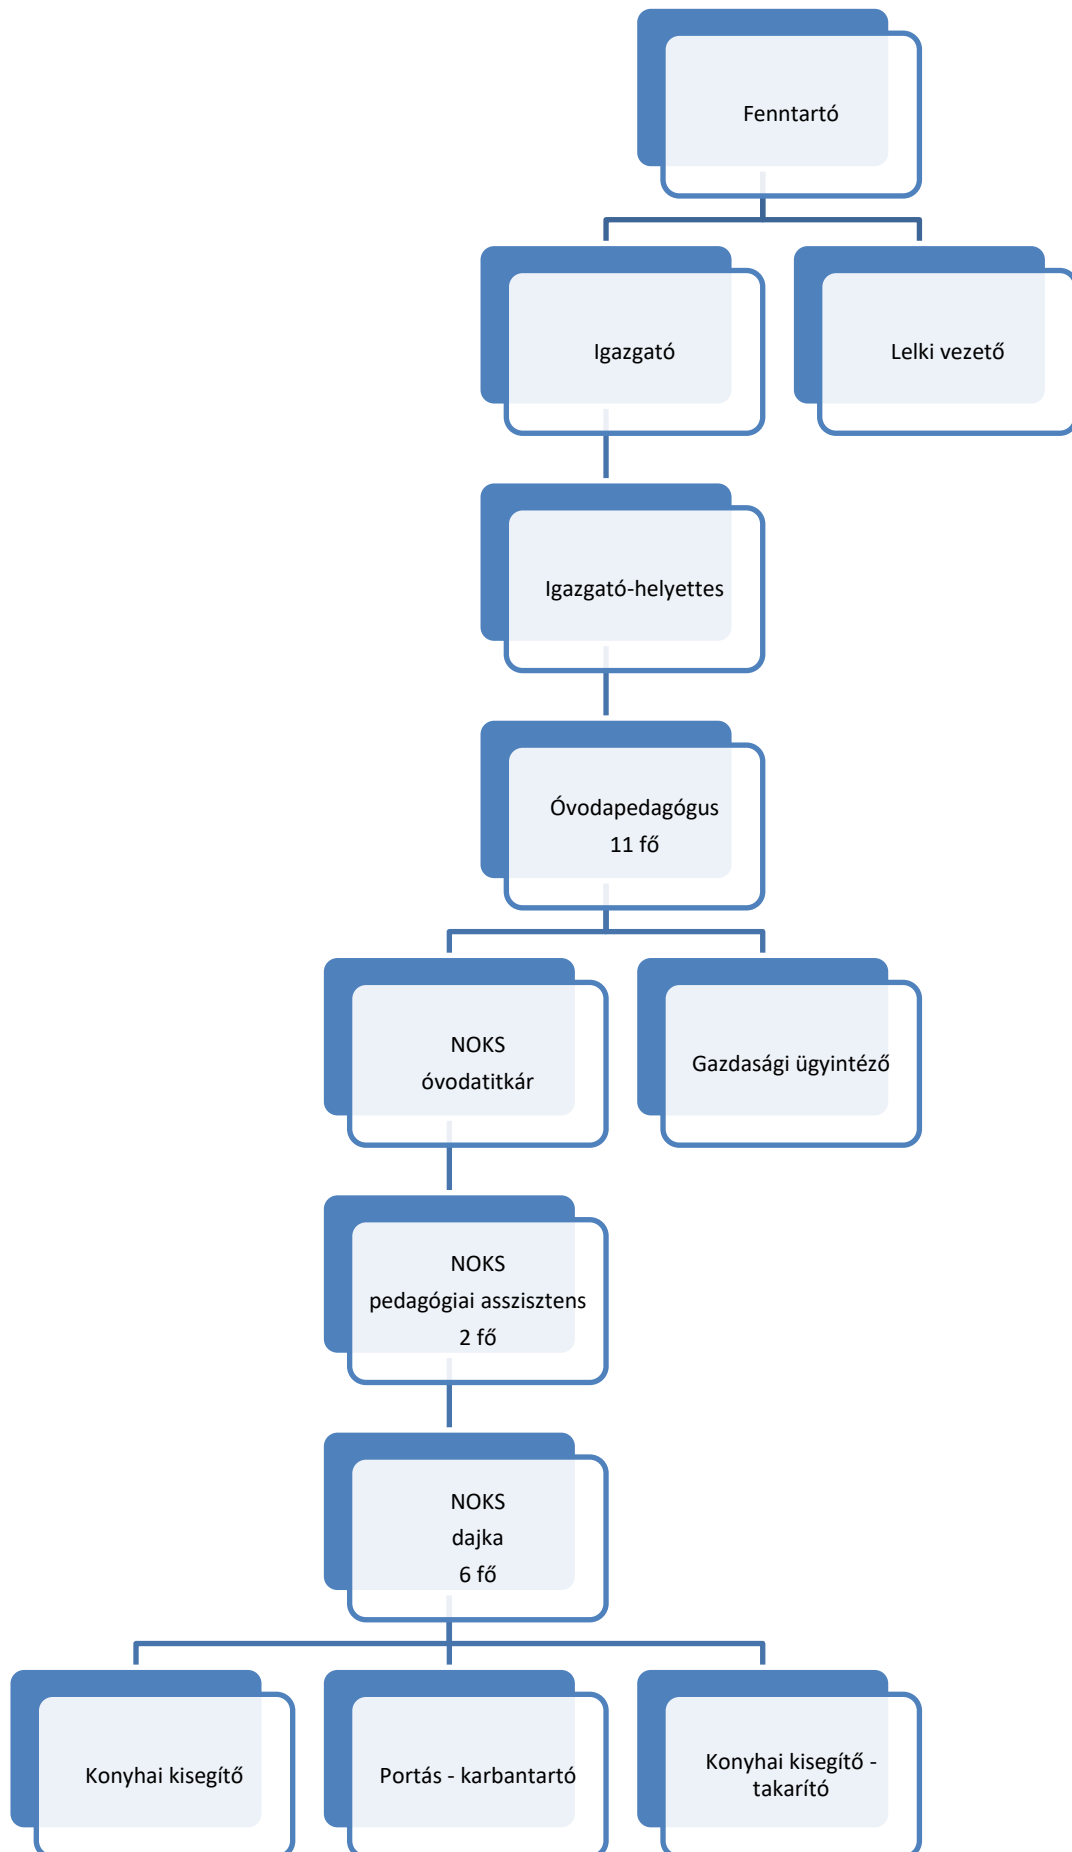 Fenntartó
Igazgató
Lelki vezető
Igazgató-helyettes
Óvodapedagógus
11 fő
NOKS
óvodatitkár
Gazdasági ügyintéző
NOKS
pedagógiai asszisztens
2 fő
NOKS
dajka
6 fő
Konyhai kisegítő
Portás - karbantartó
Konyhai kisegítő -
takarító